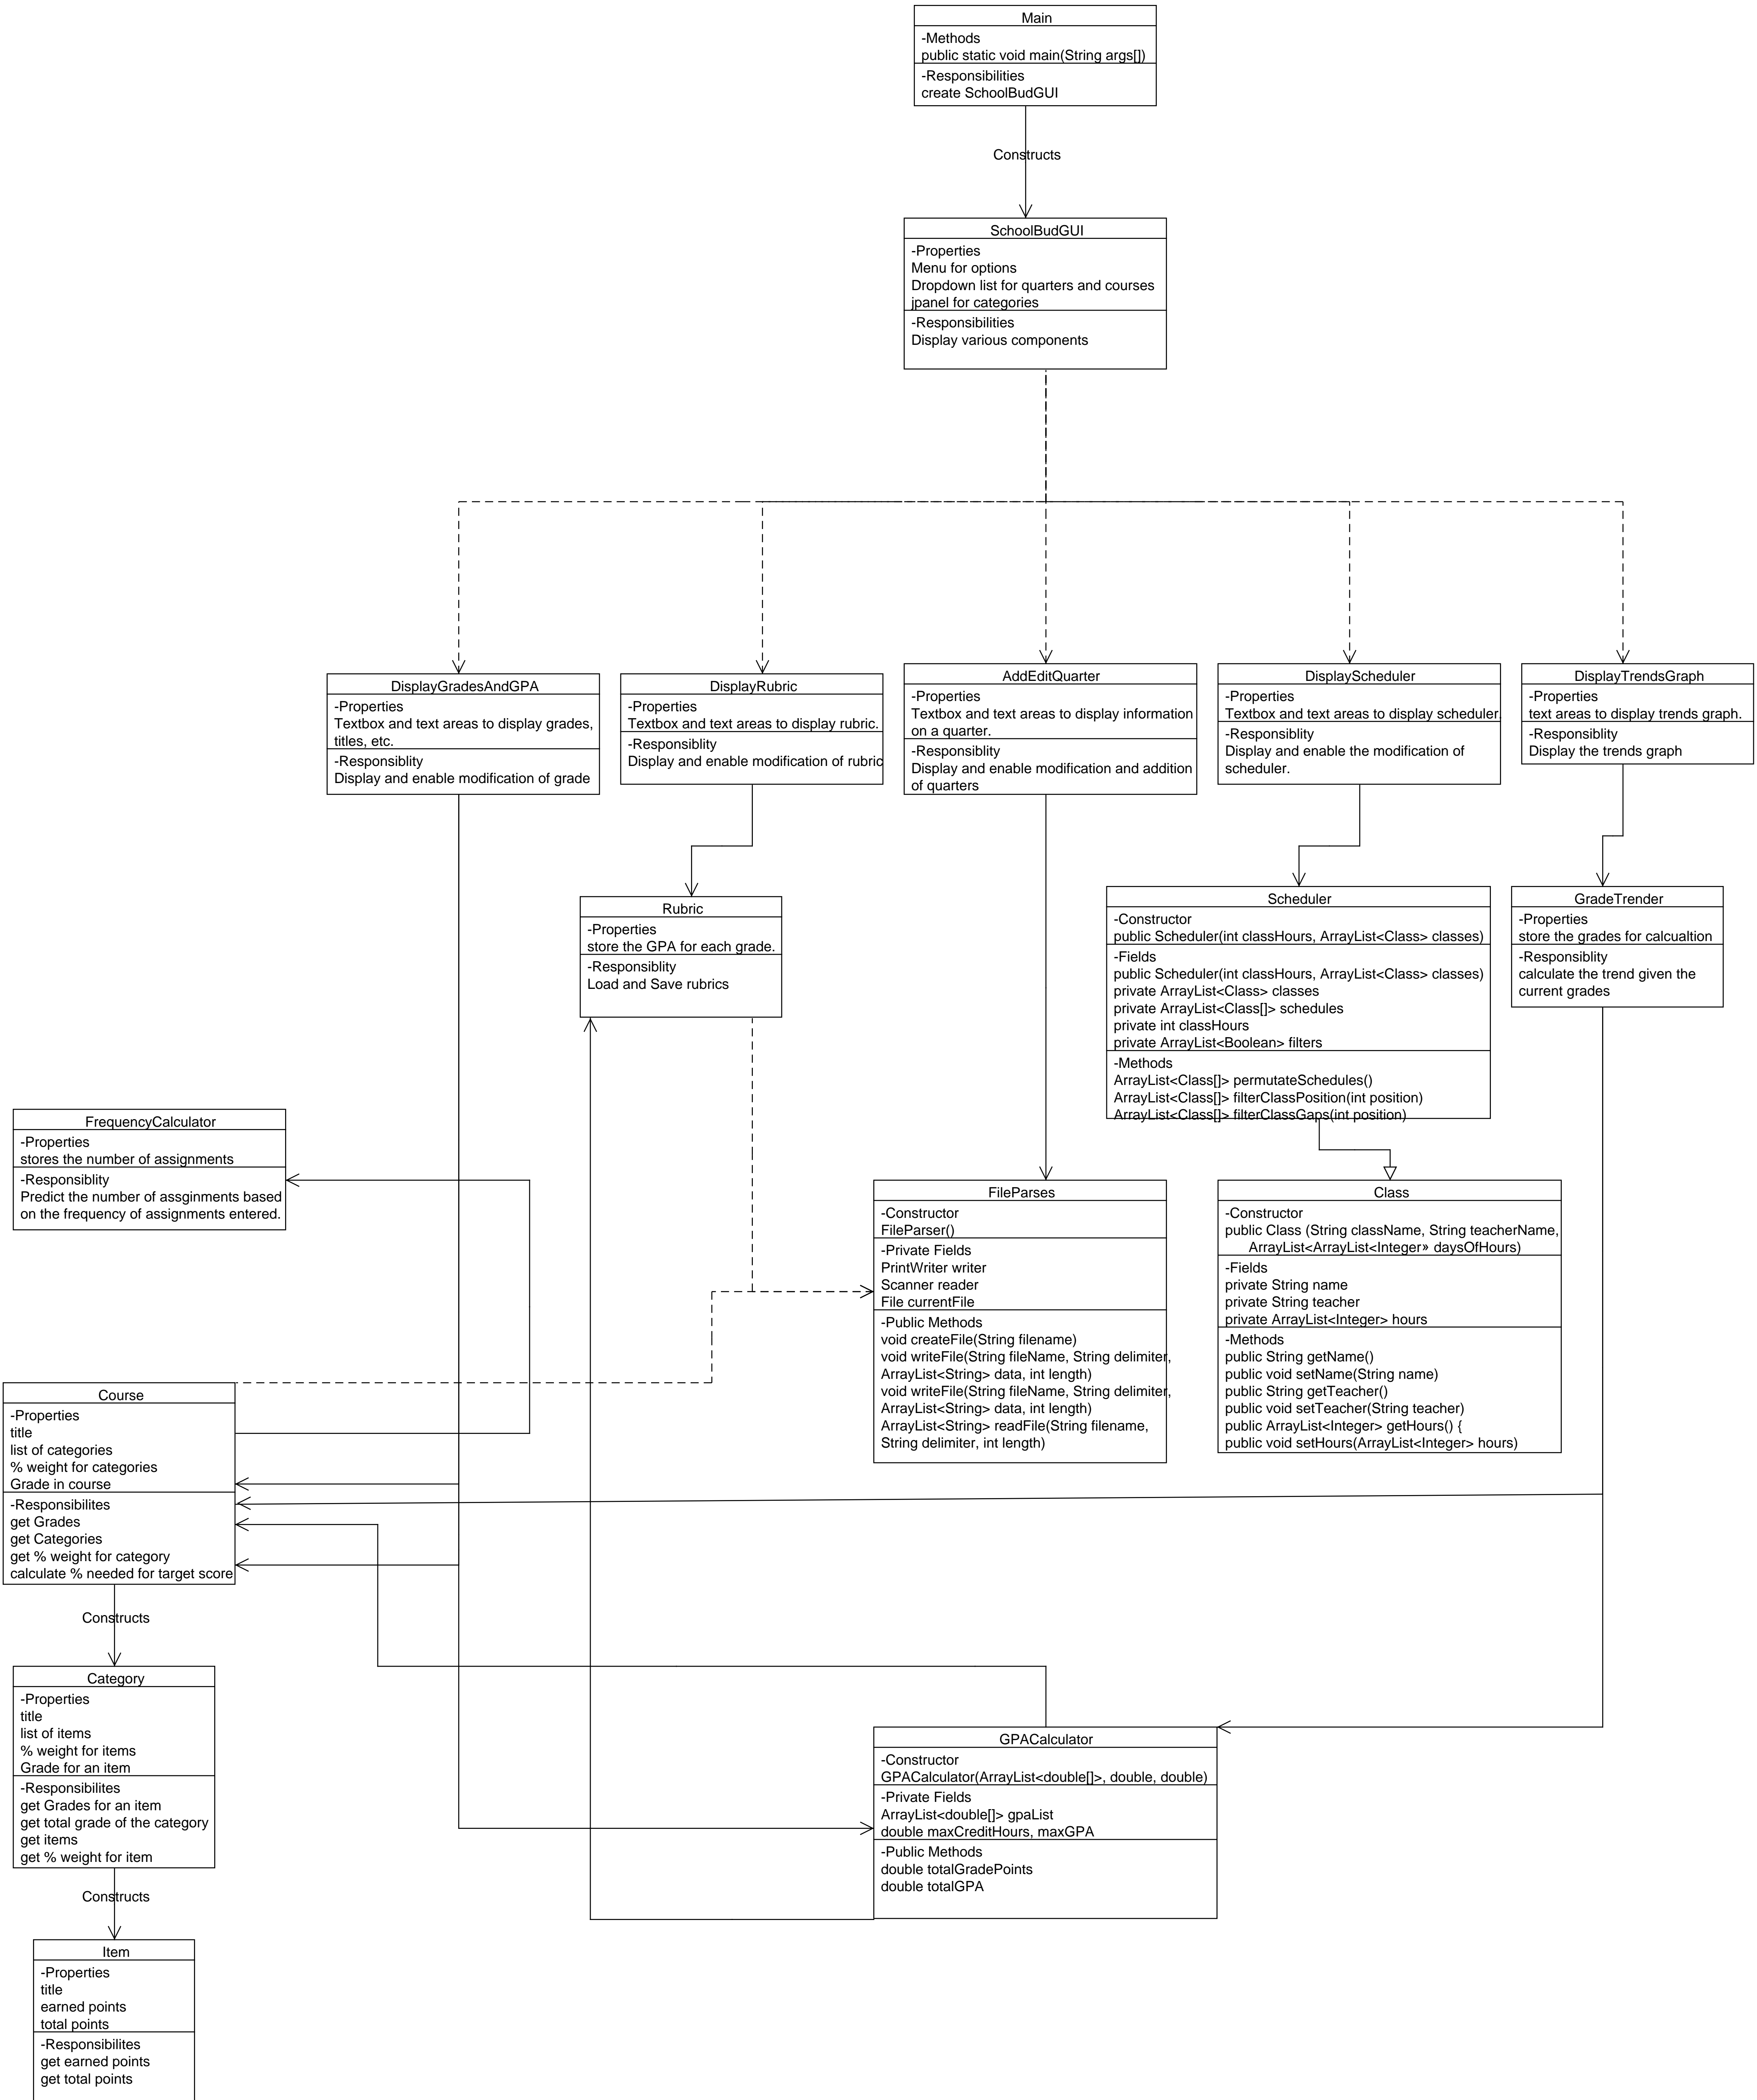 Main
-Methods
public static void main(String args[])
-Responsibilities
create SchoolBudGUI
Constructs
SchoolBudGUI
-Properties
Menu for options
Dropdown list for quarters and courses
jpanel for categories
-Responsibilities
Display various components
DisplayGradesAndGPA
-Properties
Textbox and text areas to display grades,
titles, etc.
-Responsiblity
Display and enable modification of grade
DisplayRubric
-Properties
Textbox and text areas to display rubric.
-Responsiblity
Display and enable modification of rubric
AddEditQuarter
-Properties
Textbox and text areas to display information
on a quarter.
-Responsiblity
Display and enable modification and addition
of quarters
DisplayScheduler
-Properties
Textbox and text areas to display scheduler.
-Responsiblity
Display and enable the modification of
scheduler.
DisplayTrendsGraph
-Properties
text areas to display trends graph.
-Responsiblity
Display the trends graph
Rubric
-Properties
store the GPA for each grade.
-Responsiblity
Load and Save rubrics
Scheduler
-Constructor
public Scheduler(int classHours, ArrayList<Class> classes)
-Fields
public Scheduler(int classHours, ArrayList<Class> classes)
private ArrayList<Class> classes
private ArrayList<Class[]> schedules
private int classHours
private ArrayList<Boolean> filters
-Methods
ArrayList<Class[]> permutateSchedules()
ArrayList<Class[]> filterClassPosition(int position)
ArrayList<Class[]> filterClassGaps(int position)
GradeTrender
-Properties
store the grades for calcualtion
-Responsiblity
calculate the trend given the
current grades
FrequencyCalculator
-Properties
stores the number of assignments
-Responsiblity
Predict the number of assginments based
on the frequency of assignments entered.
FileParses
-Constructor
FileParser()
-Private Fields
PrintWriter writer
Scanner reader
File currentFile
-Public Methods
void createFile(String filename)
void writeFile(String fileName, String delimiter,
ArrayList<String> data, int length)
void writeFile(String fileName, String delimiter,
ArrayList<String> data, int length)
ArrayList<String> readFile(String filename,
String delimiter, int length)
Class
-Constructor
public Class (String className, String teacherName,
ArrayList<ArrayList<Integer» daysOfHours)
-Fields
private String name
private String teacher
private ArrayList<Integer> hours
-Methods
public String getName()
public void setName(String name)
public String getTeacher()
public void setTeacher(String teacher)
public ArrayList<Integer> getHours() {
public void setHours(ArrayList<Integer> hours)
Course
-Properties
title
list of categories
% weight for categories
Grade in course
-Responsibilites
get Grades
get Categories
get % weight for category
calculate % needed for target score
Constructs
Category
-Properties
title
list of items
% weight for items
Grade for an item
-Responsibilites
get Grades for an item
get total grade of the category
get items
get % weight for item
Constructs
GPACalculator
-Constructor
GPACalculator(ArrayList<double[]>, double, double)
-Private Fields
ArrayList<double[]> gpaList
double maxCreditHours, maxGPA
-Public Methods
double totalGradePoints
double totalGPA
Item
-Properties
title
earned points
total points
-Responsibilites
get earned points
get total points